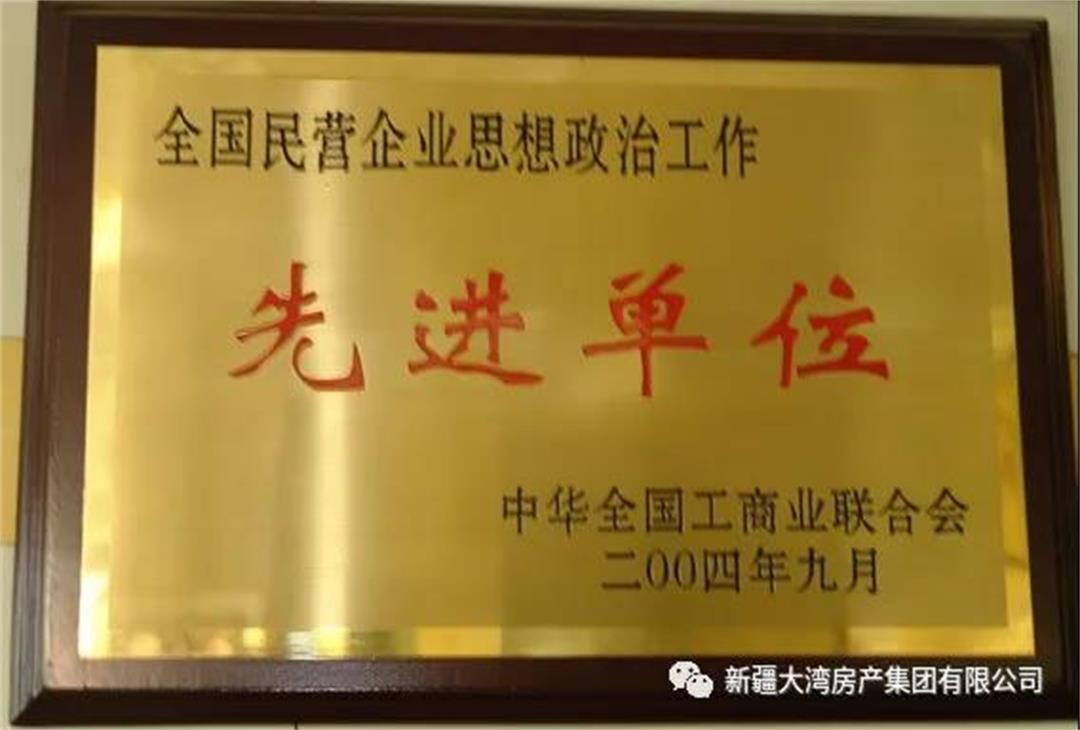 全国民营企业思想政治工作
先进单位
中华全国工商业联合会
二00四年九月
新疆大湾房产集团有限公司